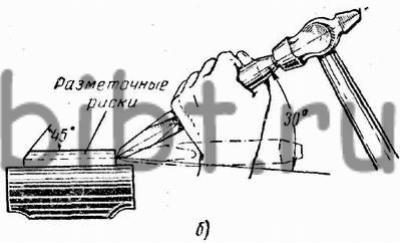 Разметочные
риски
45°
30°
bibt.ru
б)